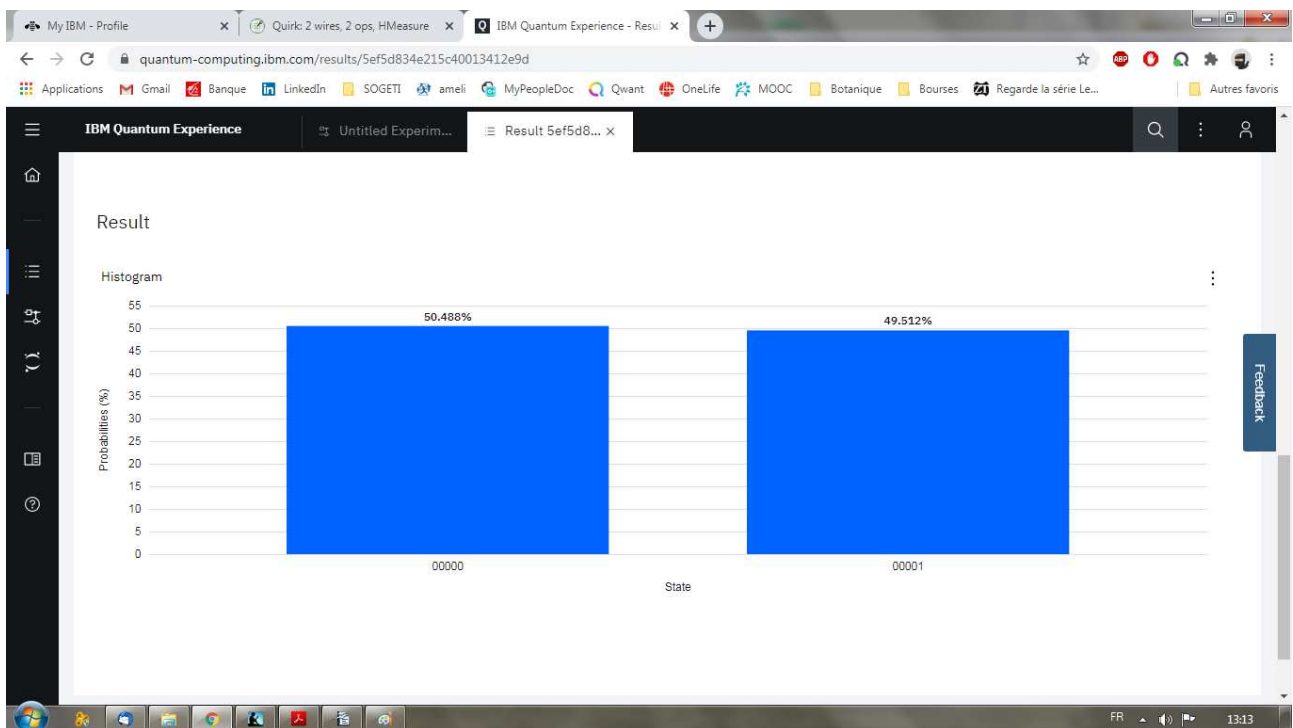 My IBM - Profile
Quirk: 2 wires, 2 ops, HMeasure
IBM Quantum Experience - Resul
quantum-computing.ibm.com/results/5ef5d834e215c40013412e9d
ABP
Applications
Gmail
Banque
LinkedIn
SOGETI
ameli
MyPeopleDoc
Qwant
OneLife
MOOC
Botanique
Bourses
Regarde la série Le...
Autres favoris
IBM Quantum Experience
Untitled Experim...
Result 5ef5d8...
Result
Histogram
55
50
45
40
35
30
25
20
15
10
5
0
Probabilities (%)
50.488%
49.512%
00000
00001
State
Feedback
FR
13:13